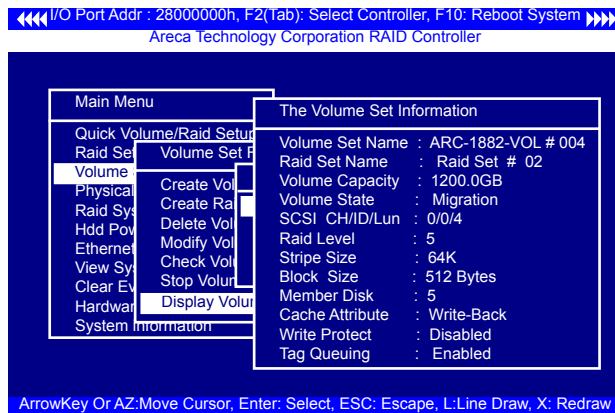 I/O Port Addr : 28000000h, F2(Tab): Select Controller, F10: Reboot System
Areca Technology Corporation RAID Controller
Main Menu
Quick Volume/Raid Setup
Raid Set
Volume
Physical
Raid Sys
Hdd Pow
Ethernet
View Sy
Clear Ev
Hardwar
System Information
Volume Set F
Create Vol
Create Ra
Delete Vol
Modify Vol
Check Vol
Stop Volum
Display Volum
The Volume Set Information
Volume Set Name : ARC-1882-VOL # 004
Raid Set Name : Raid Set # 02
Volume Capacity : 1200.0GB
Volume State : Migration
SCSI CH/ID/Lun : 0/0/4
Raid Level : 5
Stripe Size : 64K
Block Size : 512 Bytes
Member Disk : 5
Cache Attribute : Write-Back
Write Protect : Disabled
Tag Queuing : Enabled
ArrowKey Or AZ:Move Cursor, Enter: Select, ESC: Escape, L:Line Draw, X: Redraw